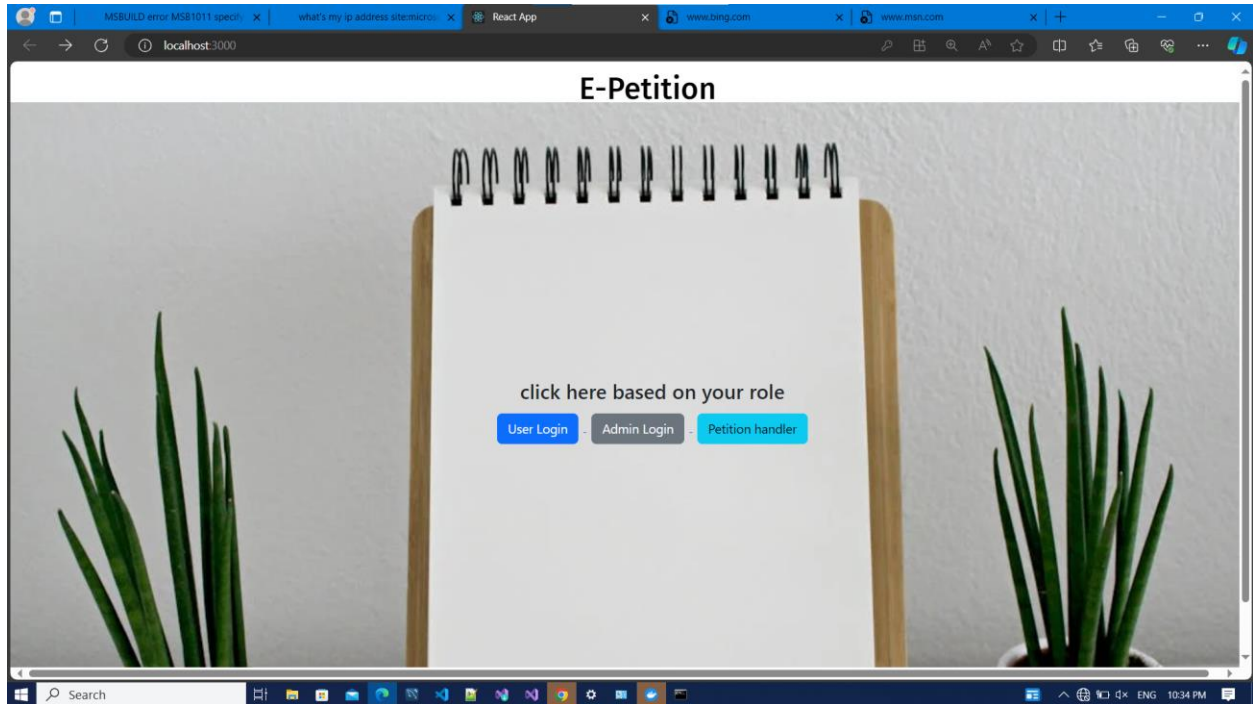 MSBUILD error MSB1011 specify
what's my ip address site:micros
React App
www.bing.com
www.msn.com
localhost:3000
E-Petition
click here based on your role
User Login - Admin Login - Petition handler
Search
ENG 10:34 PM